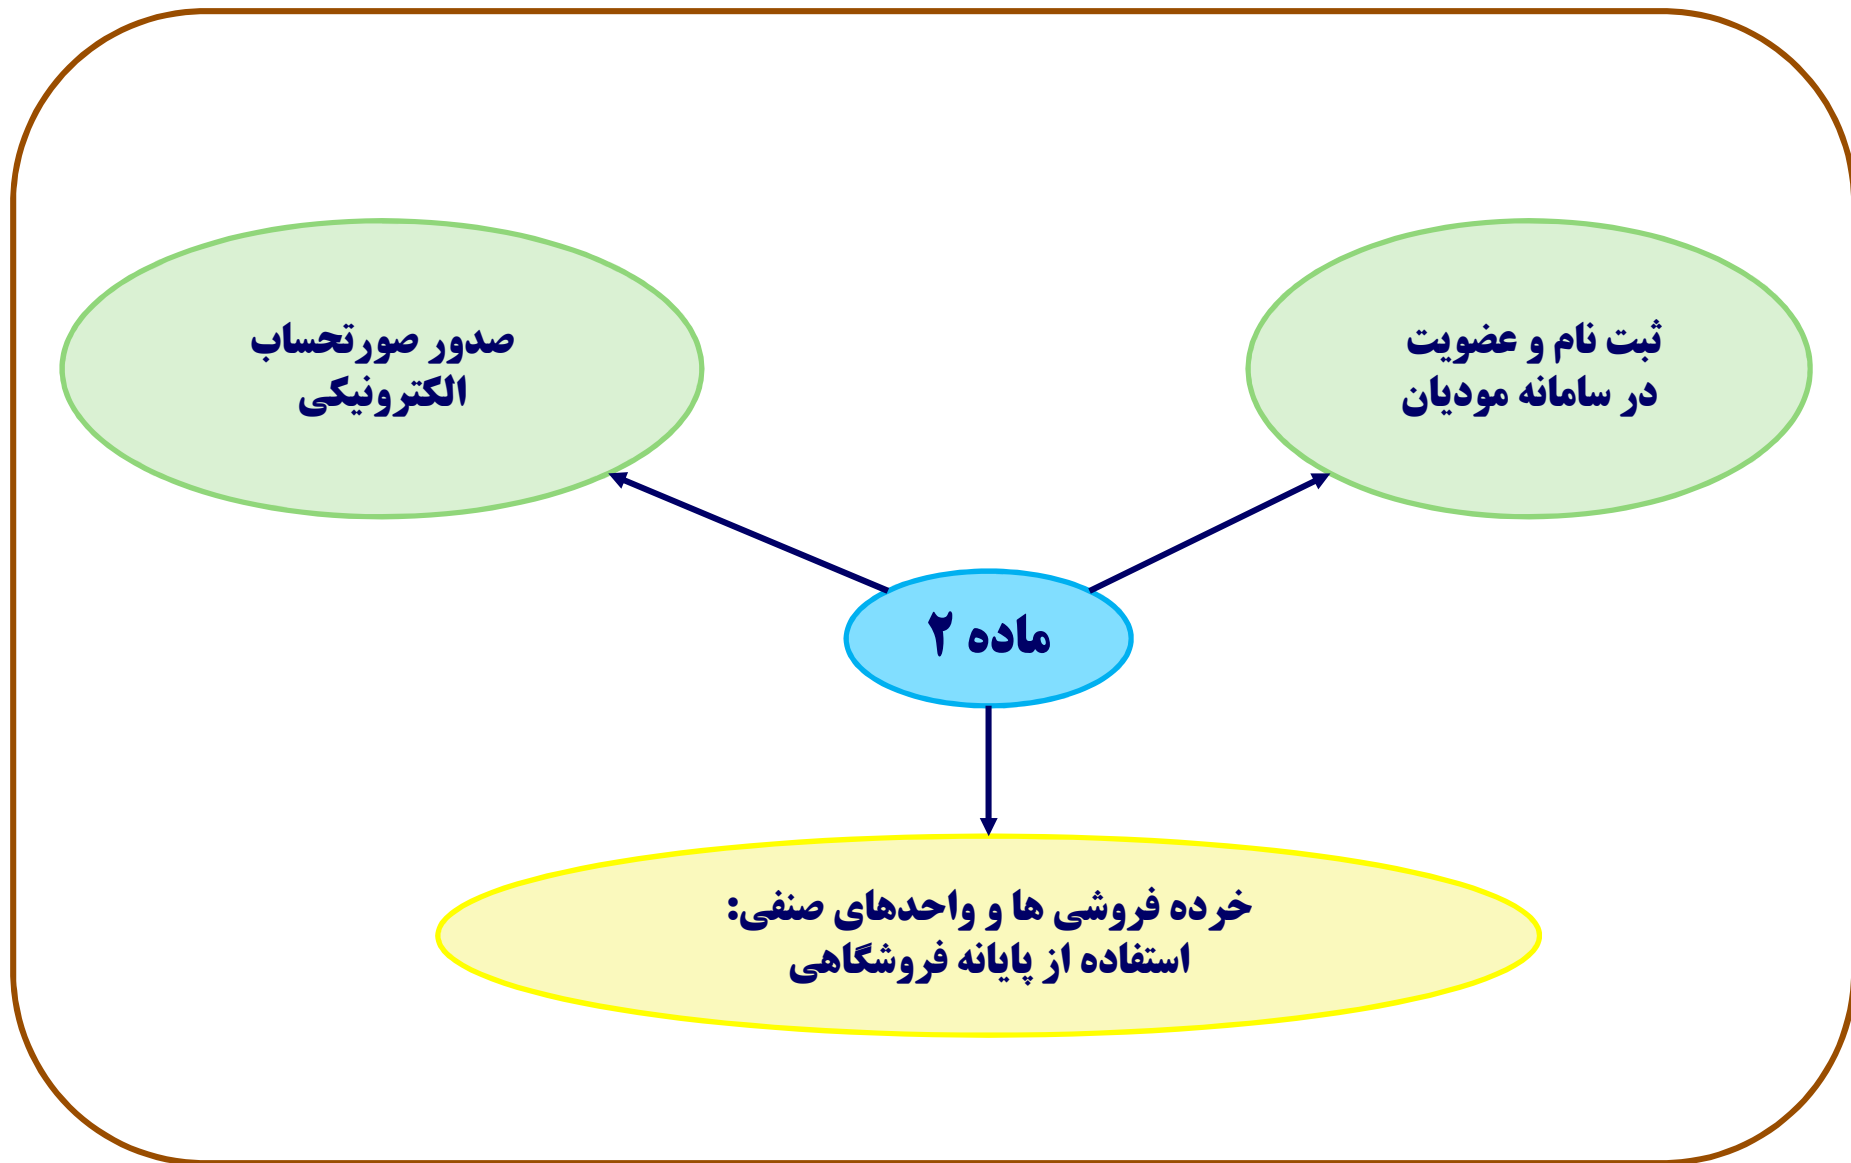 ثبت نام و عضویت
در سامانه مودیان
صدور صورتحساب
الکترونیکی
ماده ۲
خرده فروشی ها و واحدهای صنفی:
استفاده از پایانه فروشگاهی